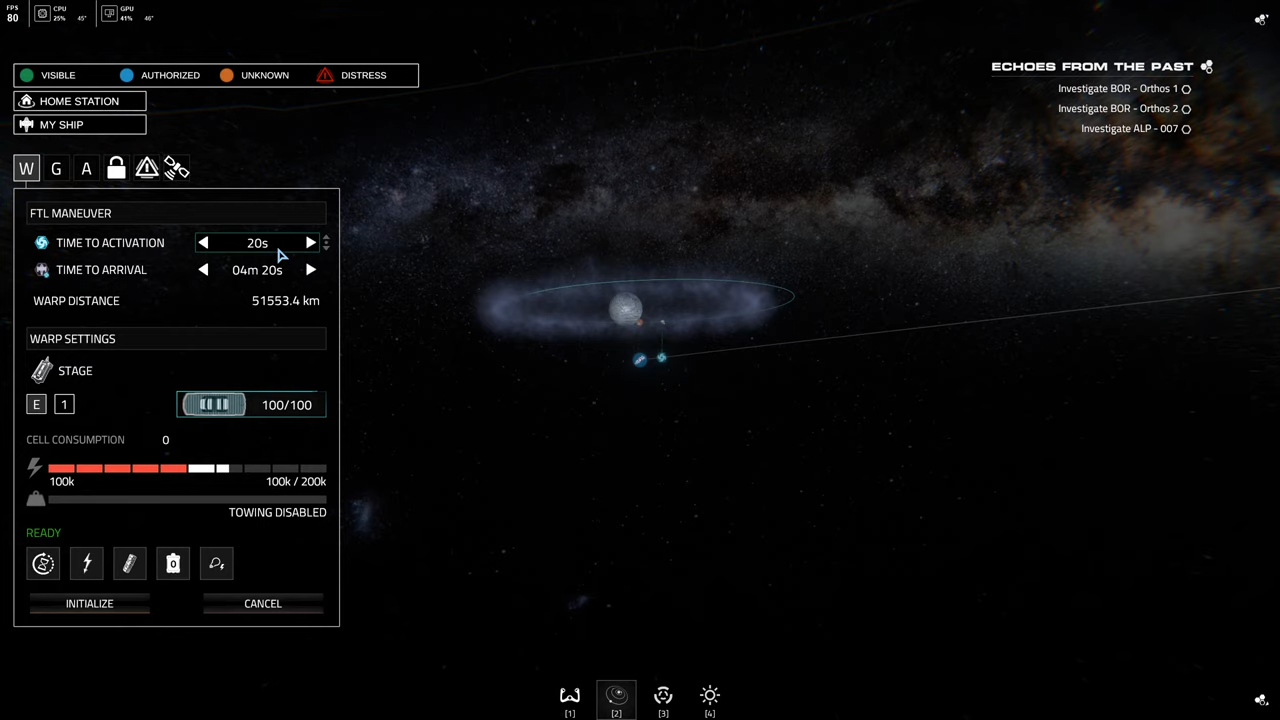 FPS
80
CPU
25% 45°
GPU
41% 46°
VISIBLE AUTHORIZED UNKNOWN DISTRESS
HOME STATION
MY SHIP
ECHOES FROM THE PAST
Investigate BOR - Orthos 1
Investigate BOR - Orthos 2
Investigate ALP - 007
W G A
FTL MANEUVER
TIME TO ACTIVATION 20s
TIME TO ARRIVAL 04m 20s
WARP DISTANCE 51553.4 km
WARP SETTINGS
STAGE
E 1 100/100
CELL CONSUMPTION 0
100k 100k / 200k
TOWING DISABLED
READY
0
INITIALIZE CANCEL
[1] [2] [3] [4]